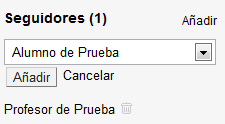 Seguidores (1) Añadir
Alumno de Prueba
Añadir Cancelar
Profesor de Prueba